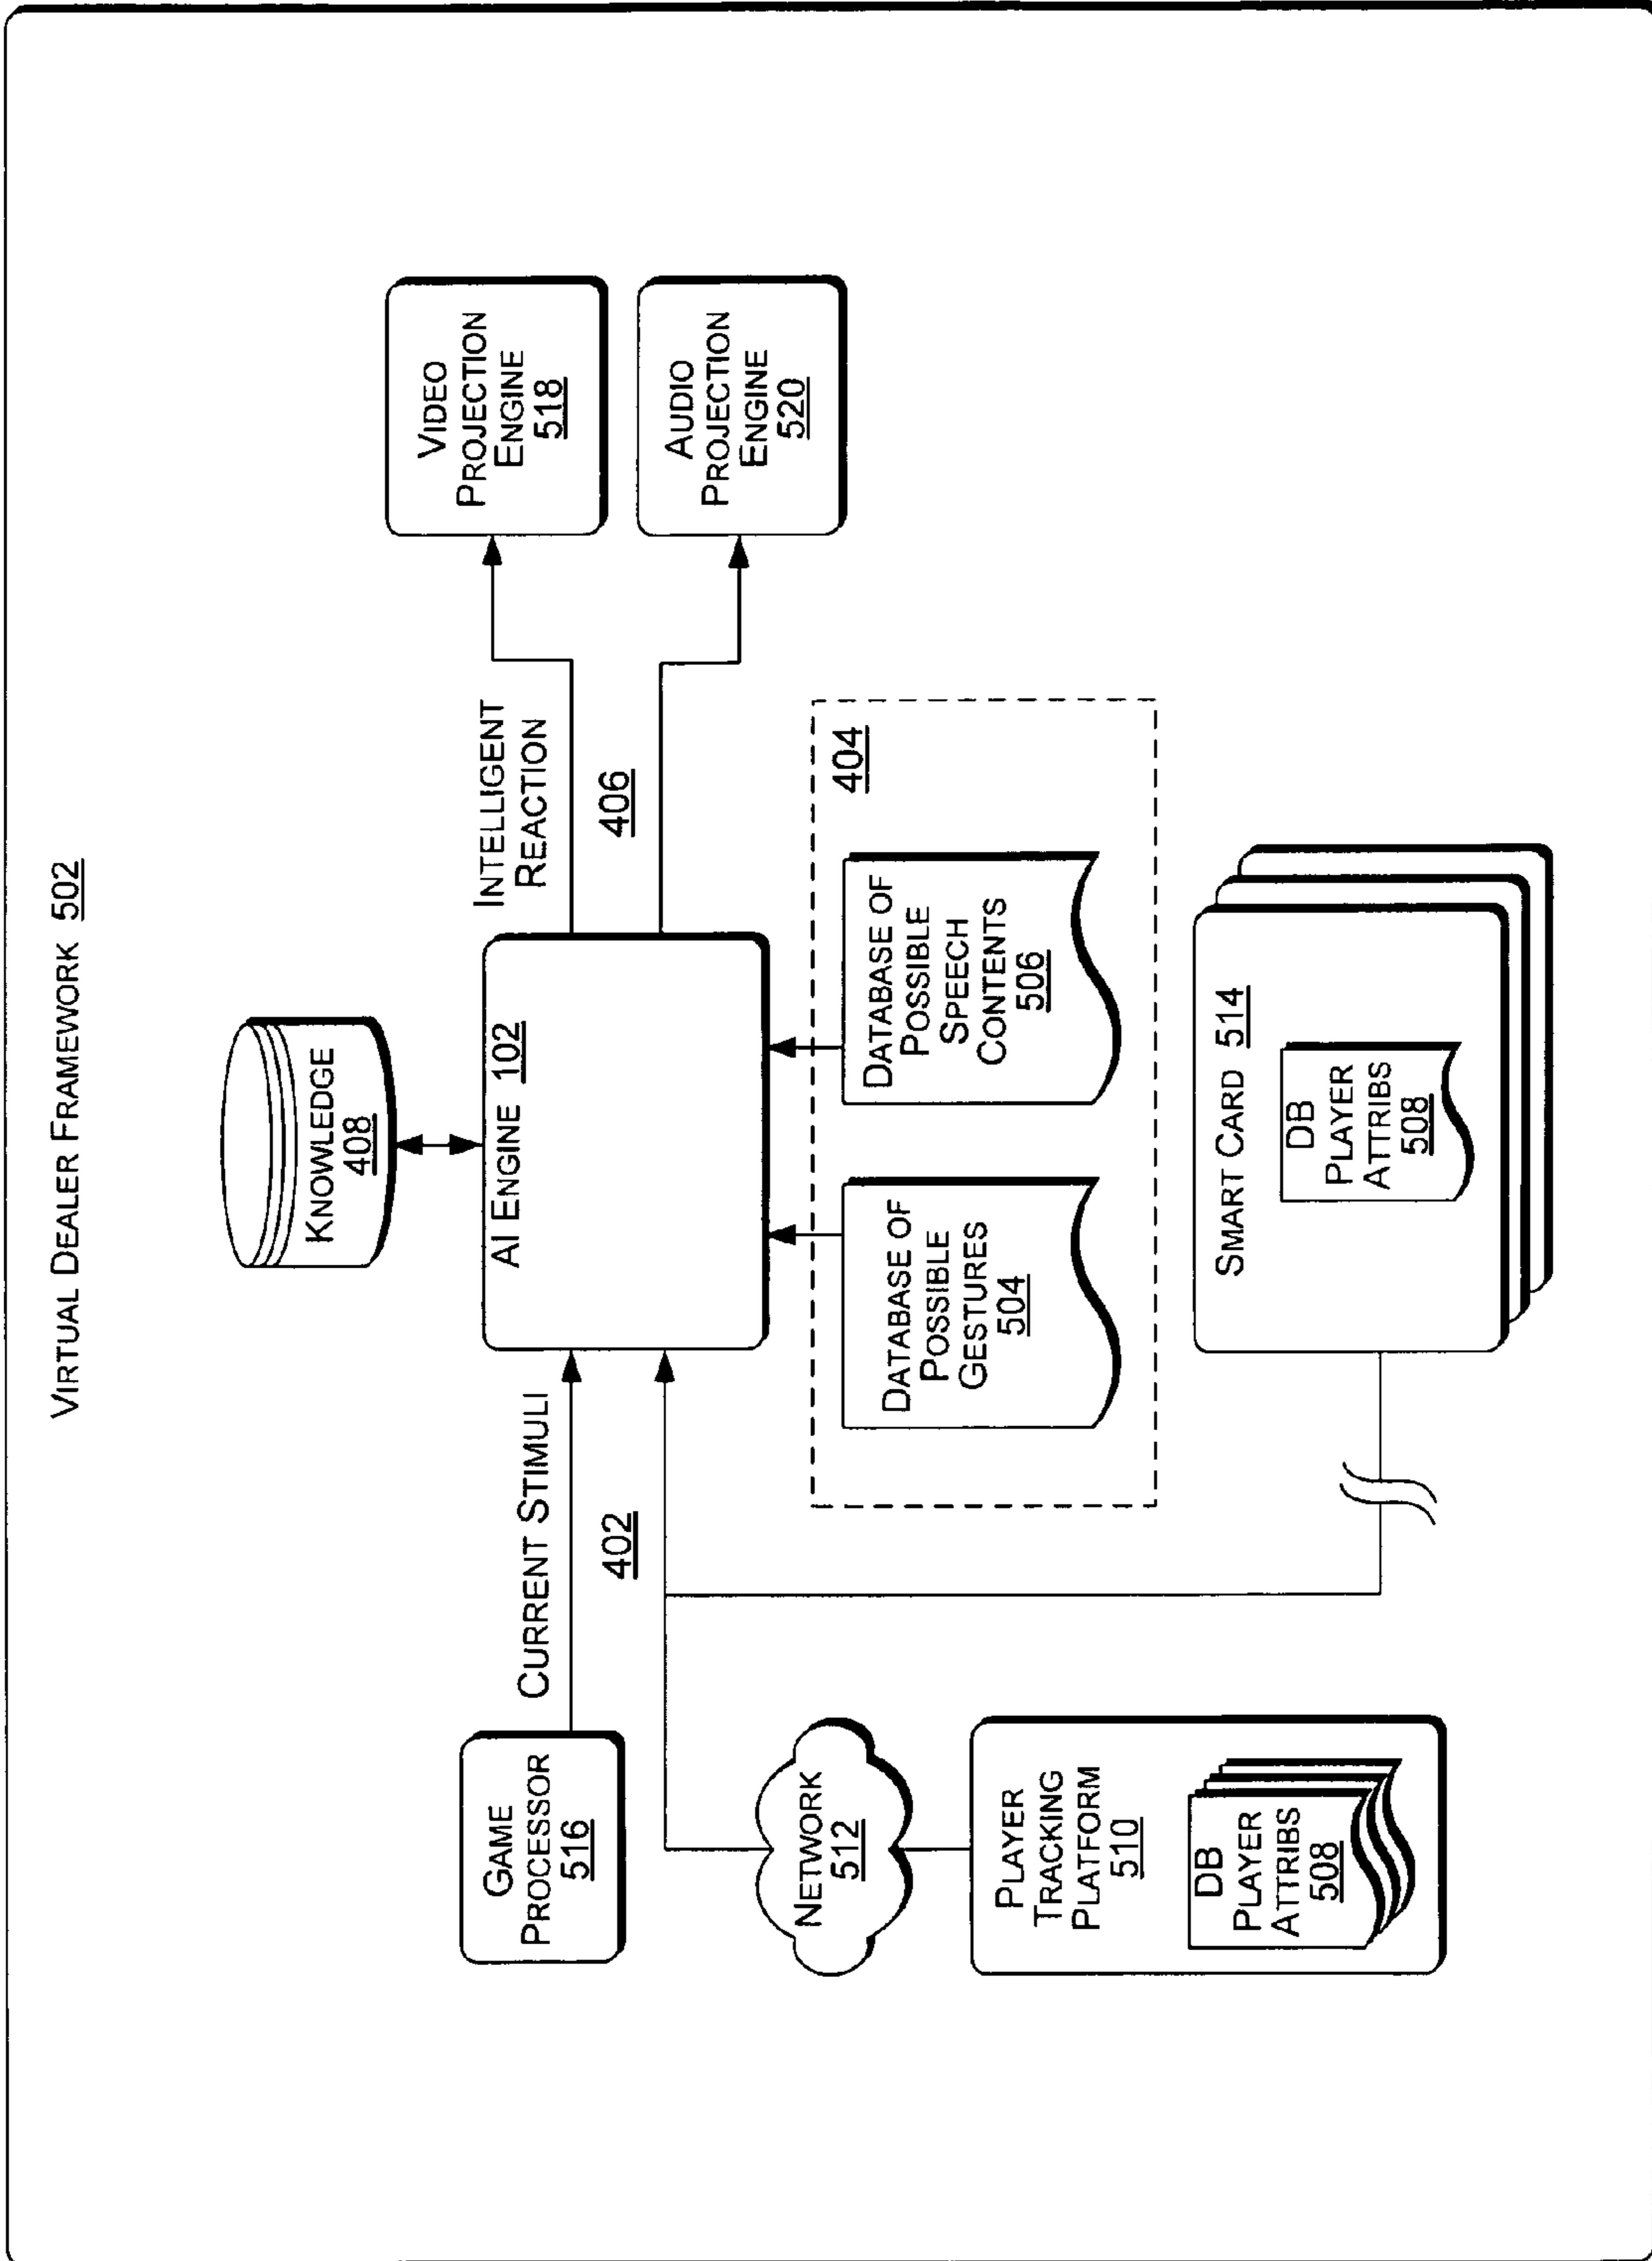 VIRTUAL DEALER FRAMEWORK 502
KNOWLEDGE
408
GAME
PROCESSOR
516
CURRENT STIMULI
402
AI ENGINE 102
INTELLIGENT
REACTION
406
VIDEO
PROJECTION
ENGINE
518
AUDIO
PROJECTION
ENGINE
520
NETWORK
512
PLAYER
TRACKING
PLATFORM
510
DB
PLAYER
ATTRIBS
508
404
DATABASE OF
POSSIBLE
GESTURES
504
DATABASE OF
POSSIBLE
SPEECH
CONTENTS
506
SMART CARD 514
DB
PLAYER
ATTRIBS
508